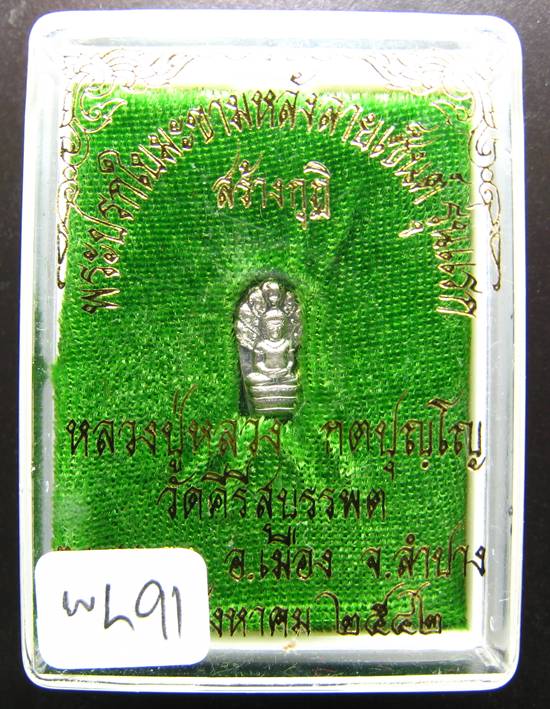 พระปรกใบมะขามหลังลายเซ็นต์ รุ่นแรก
สร้างกุฏิ
หลวงปู่หลวง กตปุญฺโญ
วัดคีรีสุบรรพต
อ.เมือง จ.ลำปาง
สิงหาคม ๒๕๔๒